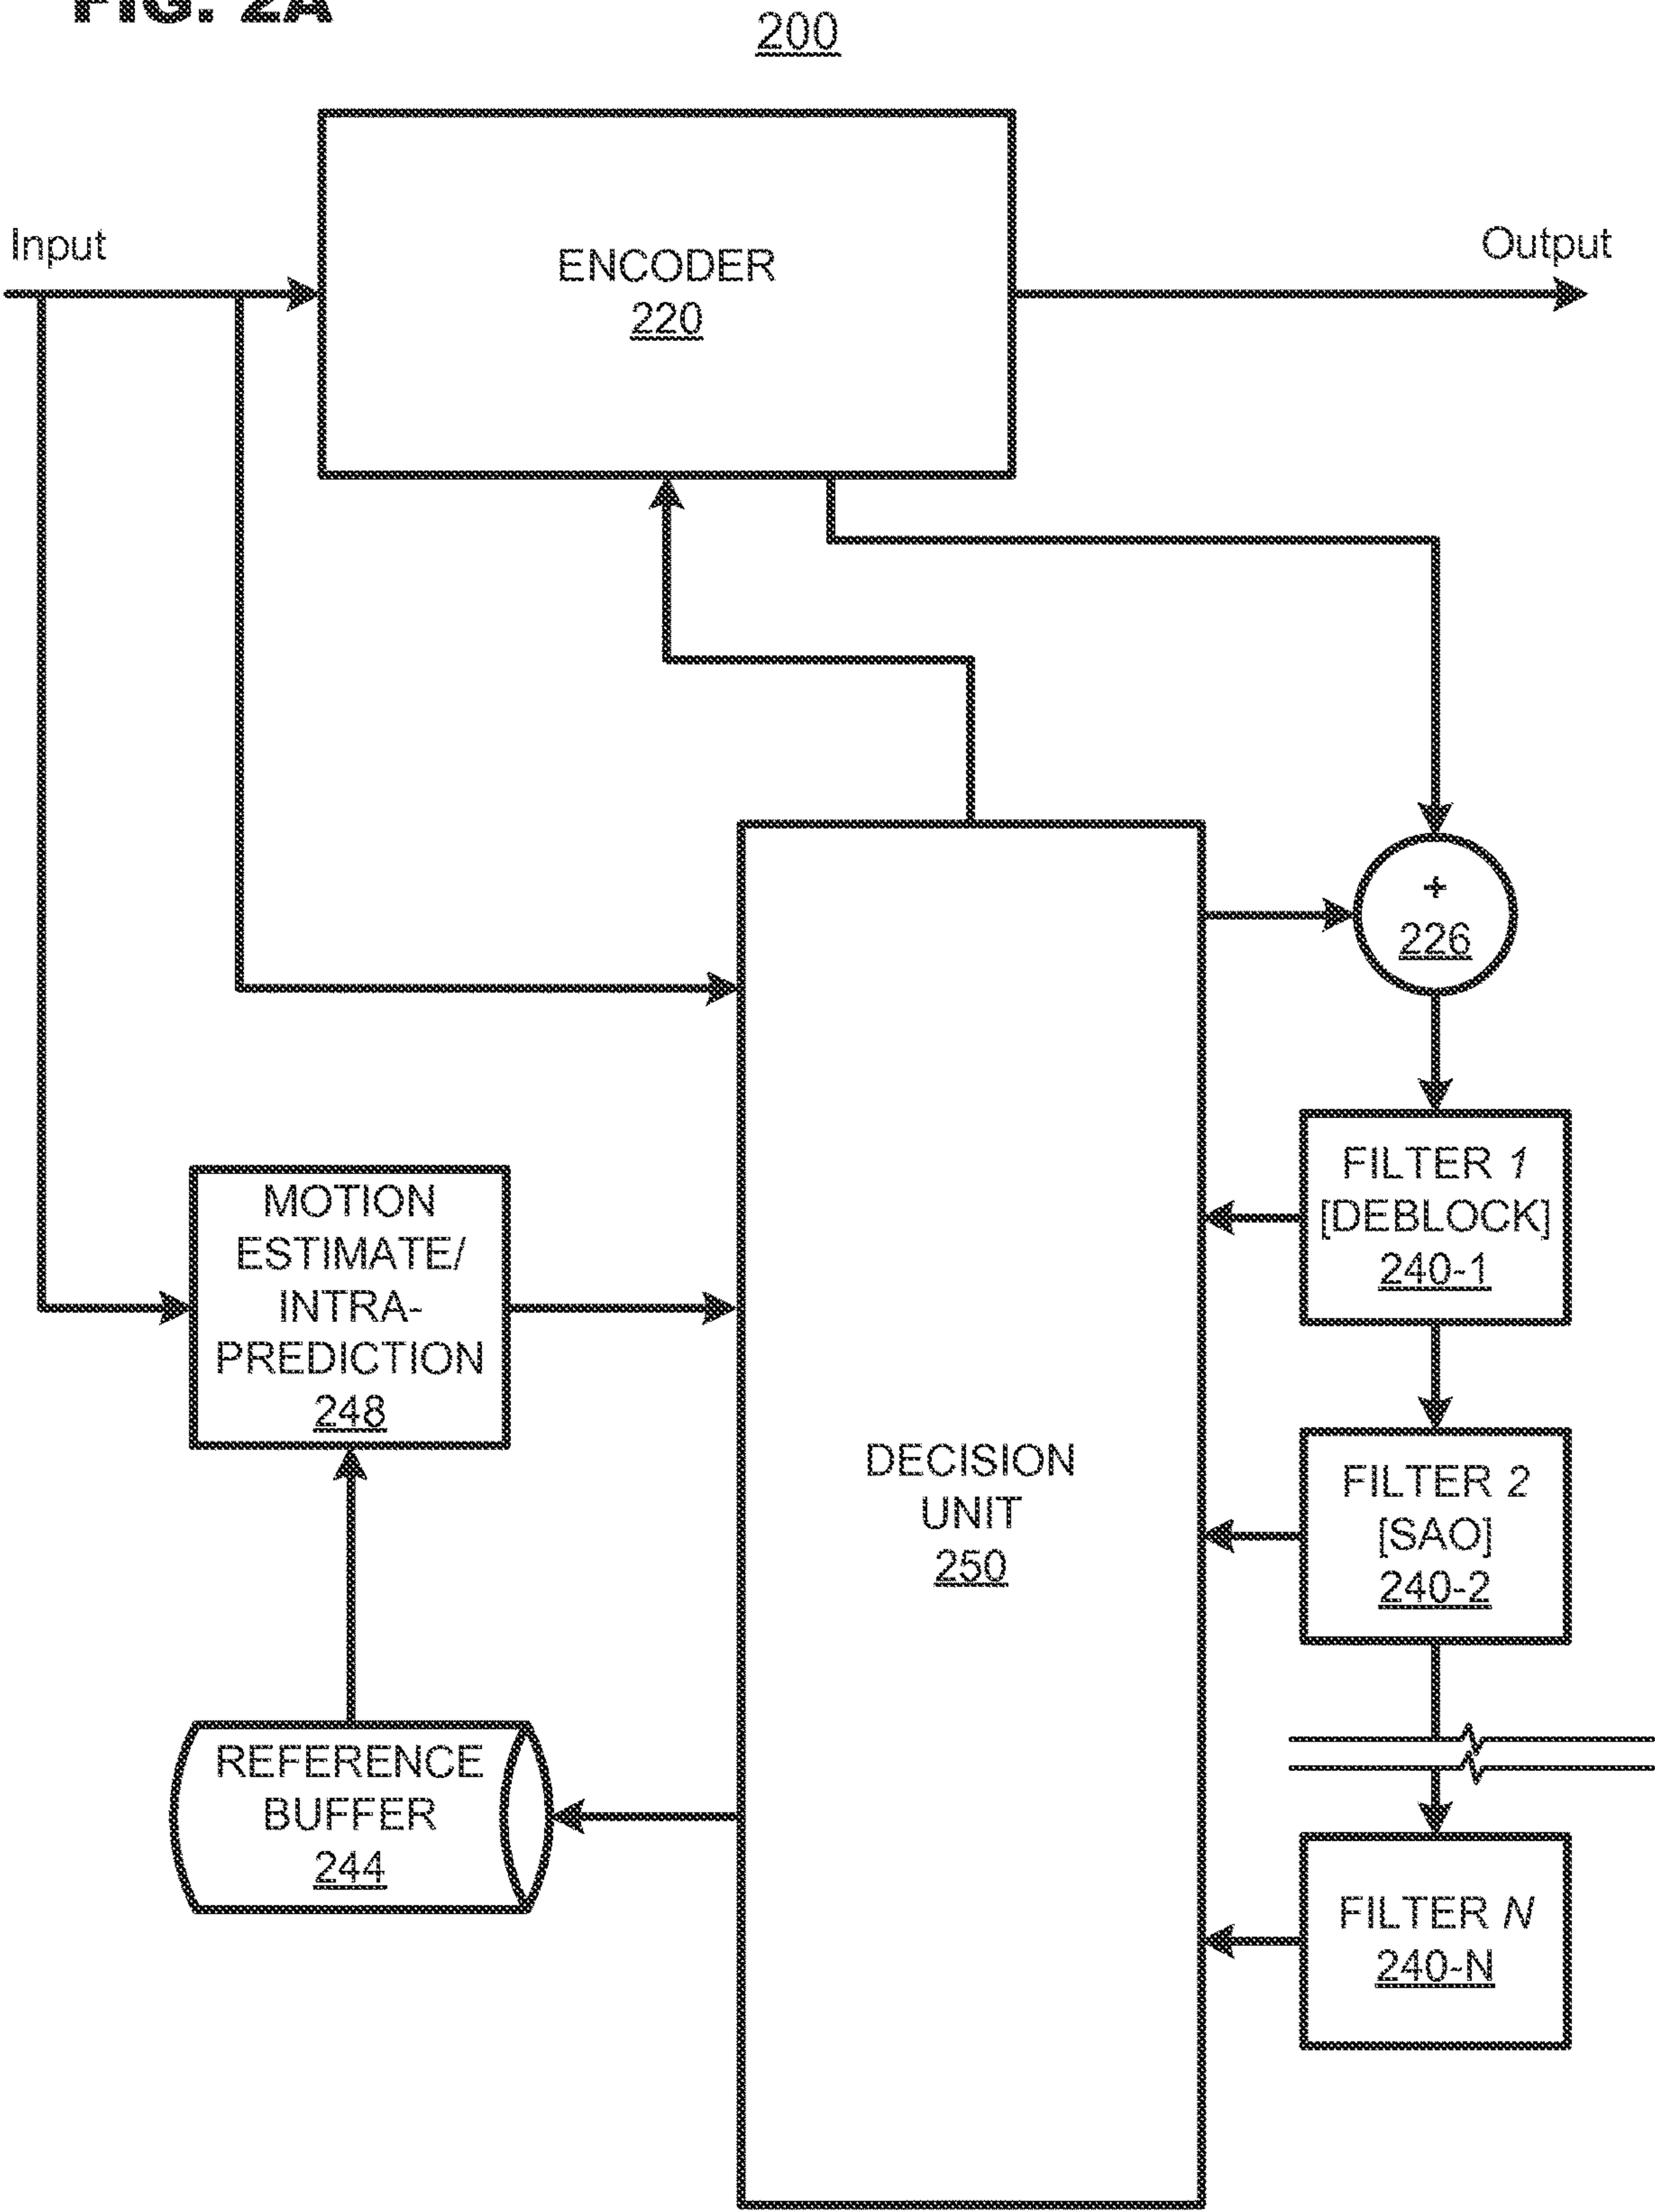 FIG. 2A
200
Input
Output
ENCODER
220
+
226
FILTER 1
[DEBLOCK]
240-1
MOTION
ESTIMATE/
INTRA-
PREDICTION
248
DECISION
UNIT
250
FILTER 2
[SAO]
240-2
REFERENCE
BUFFER
244
FILTER N
240-N